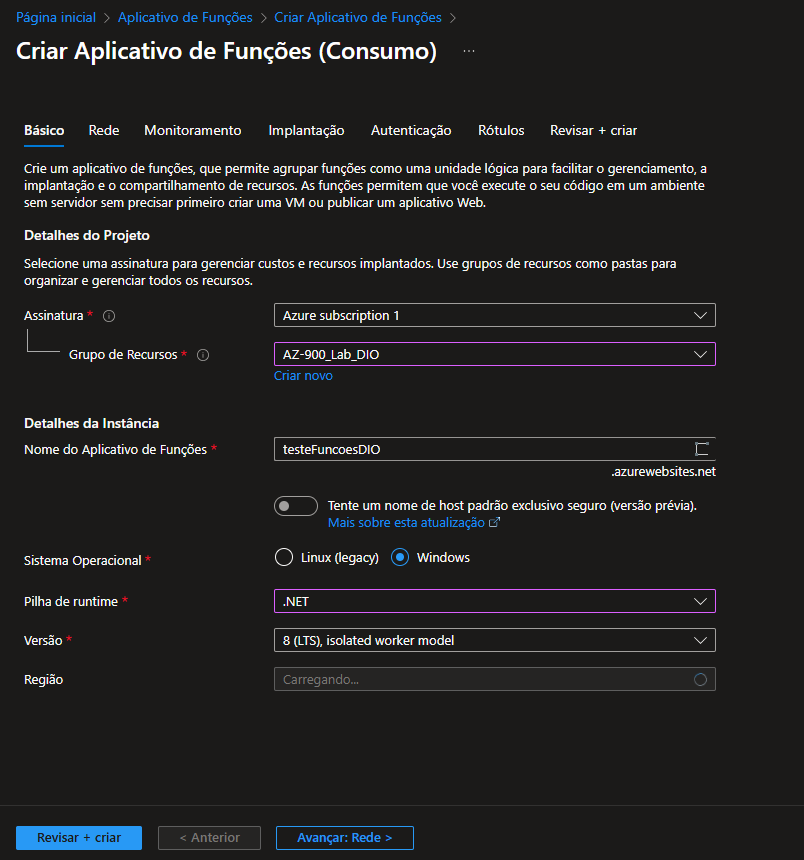 Página inicial > Aplicativo de Funções > Criar Aplicativo de Funções >
Criar Aplicativo de Funções (Consumo) ...
Básico Rede Monitoramento Implantação Autenticação Rótulos Revisar + criar
Crie um aplicativo de funções, que permite agrupar funções como uma unidade lógica para facilitar o gerenciamento, a
implantação e o compartilhamento de recursos. As funções permitem que você execute o seu código em um ambiente
sem servidor sem precisar primeiro criar uma VM ou publicar um aplicativo Web.
Detalhes do Projeto
Selecione uma assinatura para gerenciar custos e recursos implantados. Use grupos de recursos como pastas para
organizar e gerenciar todos os recursos.
Assinatura * Azure subscription 1
Grupo de Recursos * AZ-900_Lab_DIO
Criar novo
Detalhes da Instância
Nome do Aplicativo de Funções * testeFuncoesDIO
.azurewebsites.net
Tente um nome de host padrão exclusivo seguro (versão prévia).
Mais sobre esta atualização
Sistema Operacional * Linux (legacy) Windows
Pilha de runtime * .NET
Versão * 8 (LTS), isolated worker model
Região Carregando...
Revisar + criar < Anterior Avançar: Rede >